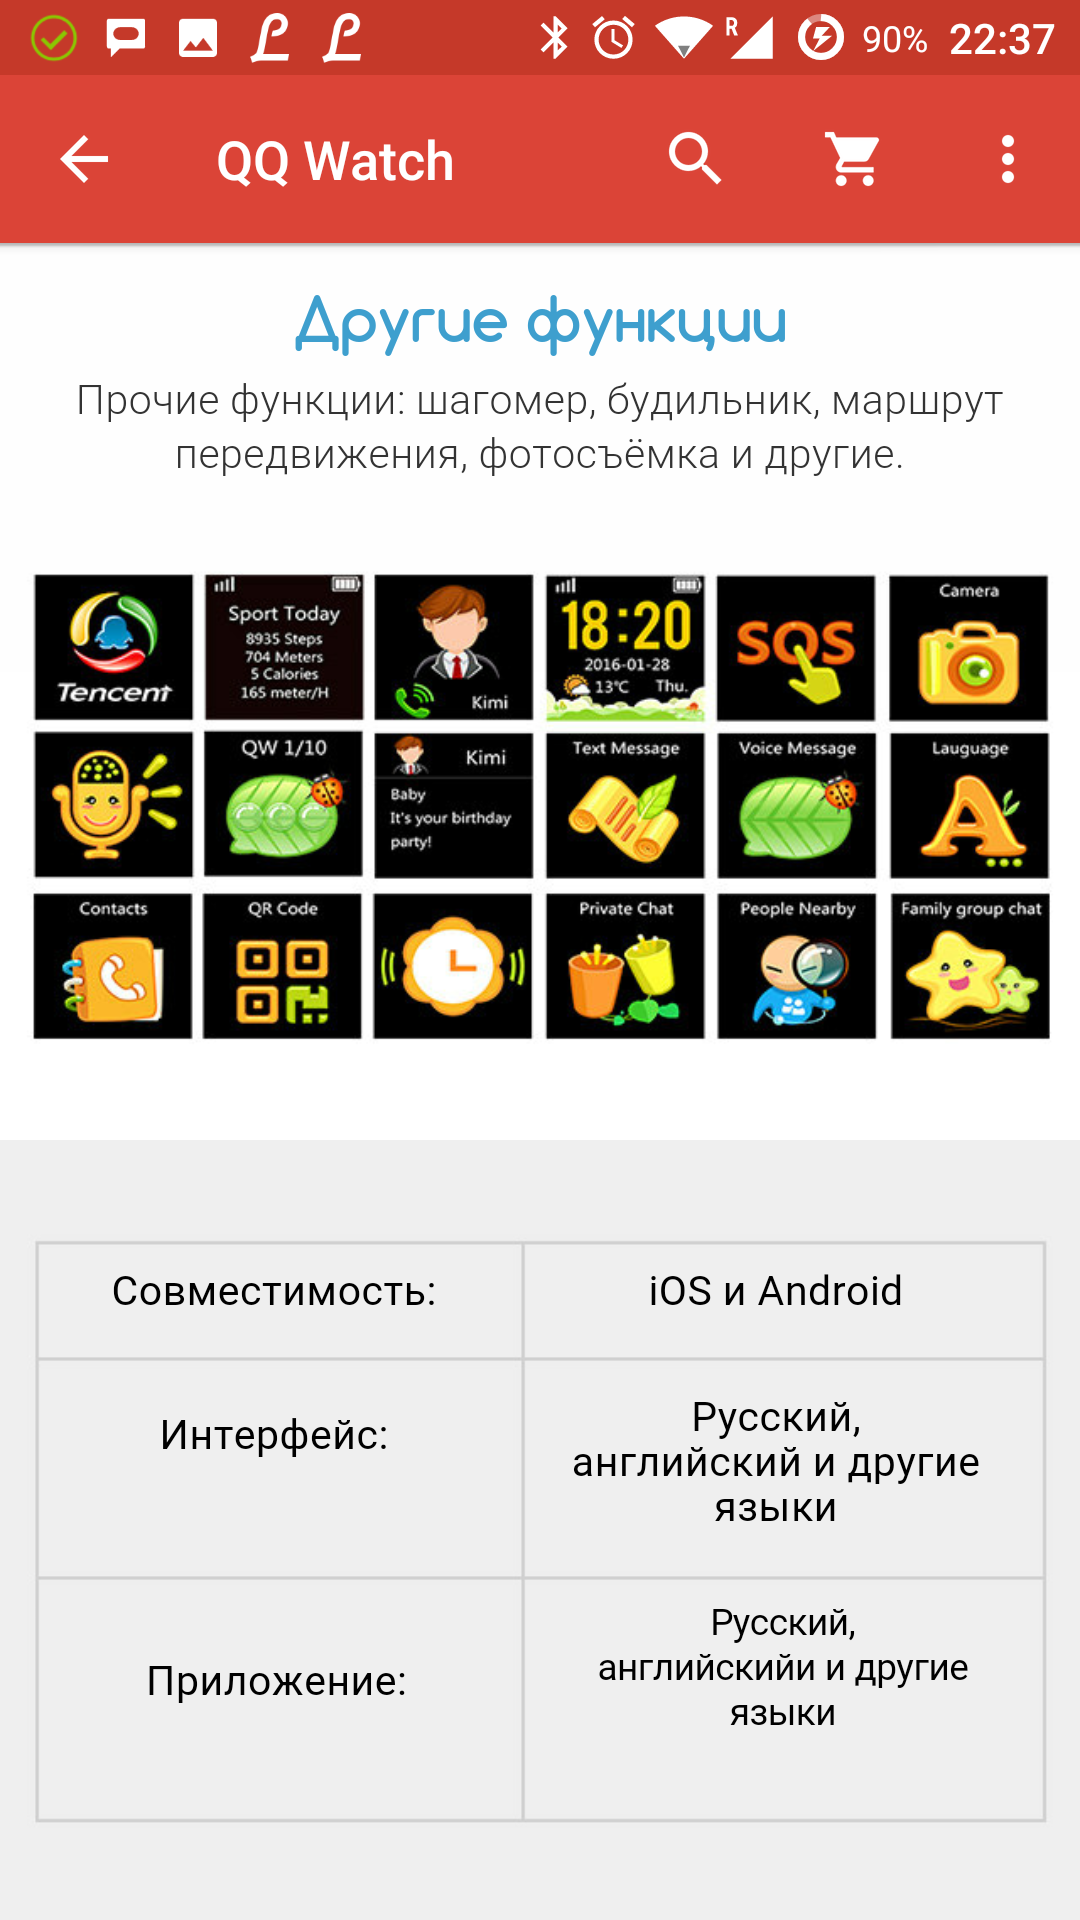 R
90%
22:37
QQ Watch
Другие функции
Прочие функции: шагомер, будильник, маршрут
передвижения, фотосъёмка и другие.
Tencent
Sport Today
8935 Steps
704 Meters
5 Calories
165 meter/H
Kimi
18:20
2016-01-28
13℃ Thu.
SOS
Camera
QW 1/10
Kimi
Baby
It's your birthday
party!
Text Message
Voice Message
Lauguage
A
Contacts
QR Code
Private Chat
People Nearby
Family group chat
Совместимость:
iOS и Android
Интерфейс:
Русский,
английский и другие
языки
Приложение:
Русский,
английскийи и другие
языки